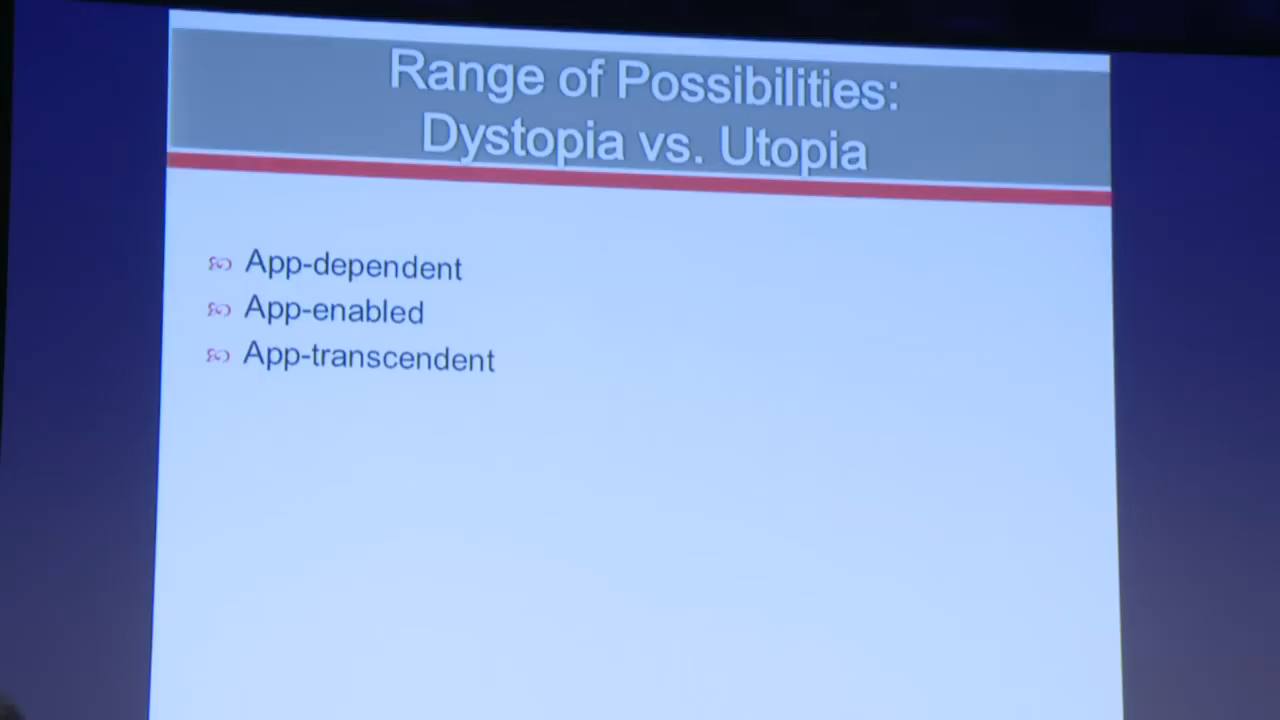 Range of Possibilities:
Dystopia vs. Utopia
App-dependent
App-enabled
App-transcendent